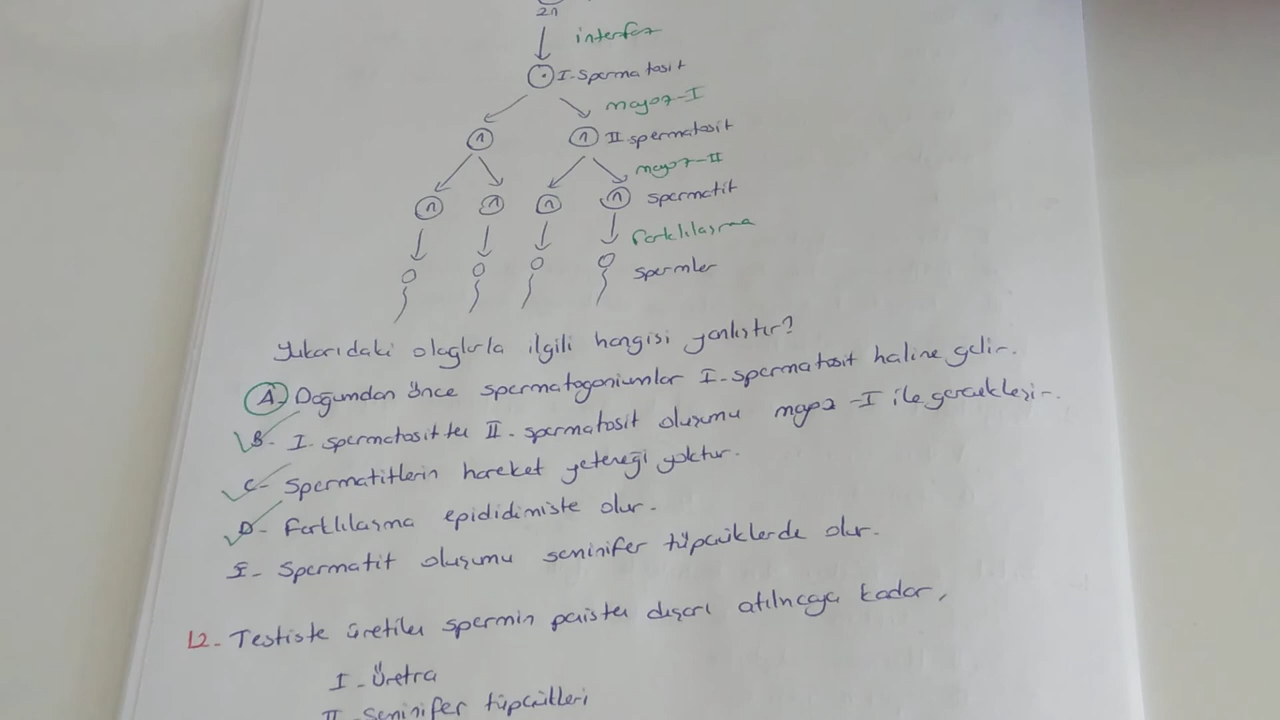 2n
interfaz
I-Spermatosit
mayoz-I
n n II spermatosit
mayoz-II
n n n n spermatit
farklılaşma
spermler
Yukarıdaki olaylarla ilgili hangisi yanlıştır?
A- Doğumdan önce spermatogoniumlar I-spermatosit haline gelir.
B- I. spermatositten II. spermatosit oluşumu mayoz-I ile gerçekleşir.
C- Spermatitlerin hareket yeteneği yoktur.
D- Farklılaşma epididimiste olur.
E- Spermatit oluşumu seminifer tüpçüklerde olur.
12- Testiste üretilen spermin penisten dışarı atılıncaya kadar,
I- Üretra
II- Seminifer tüpçükleri